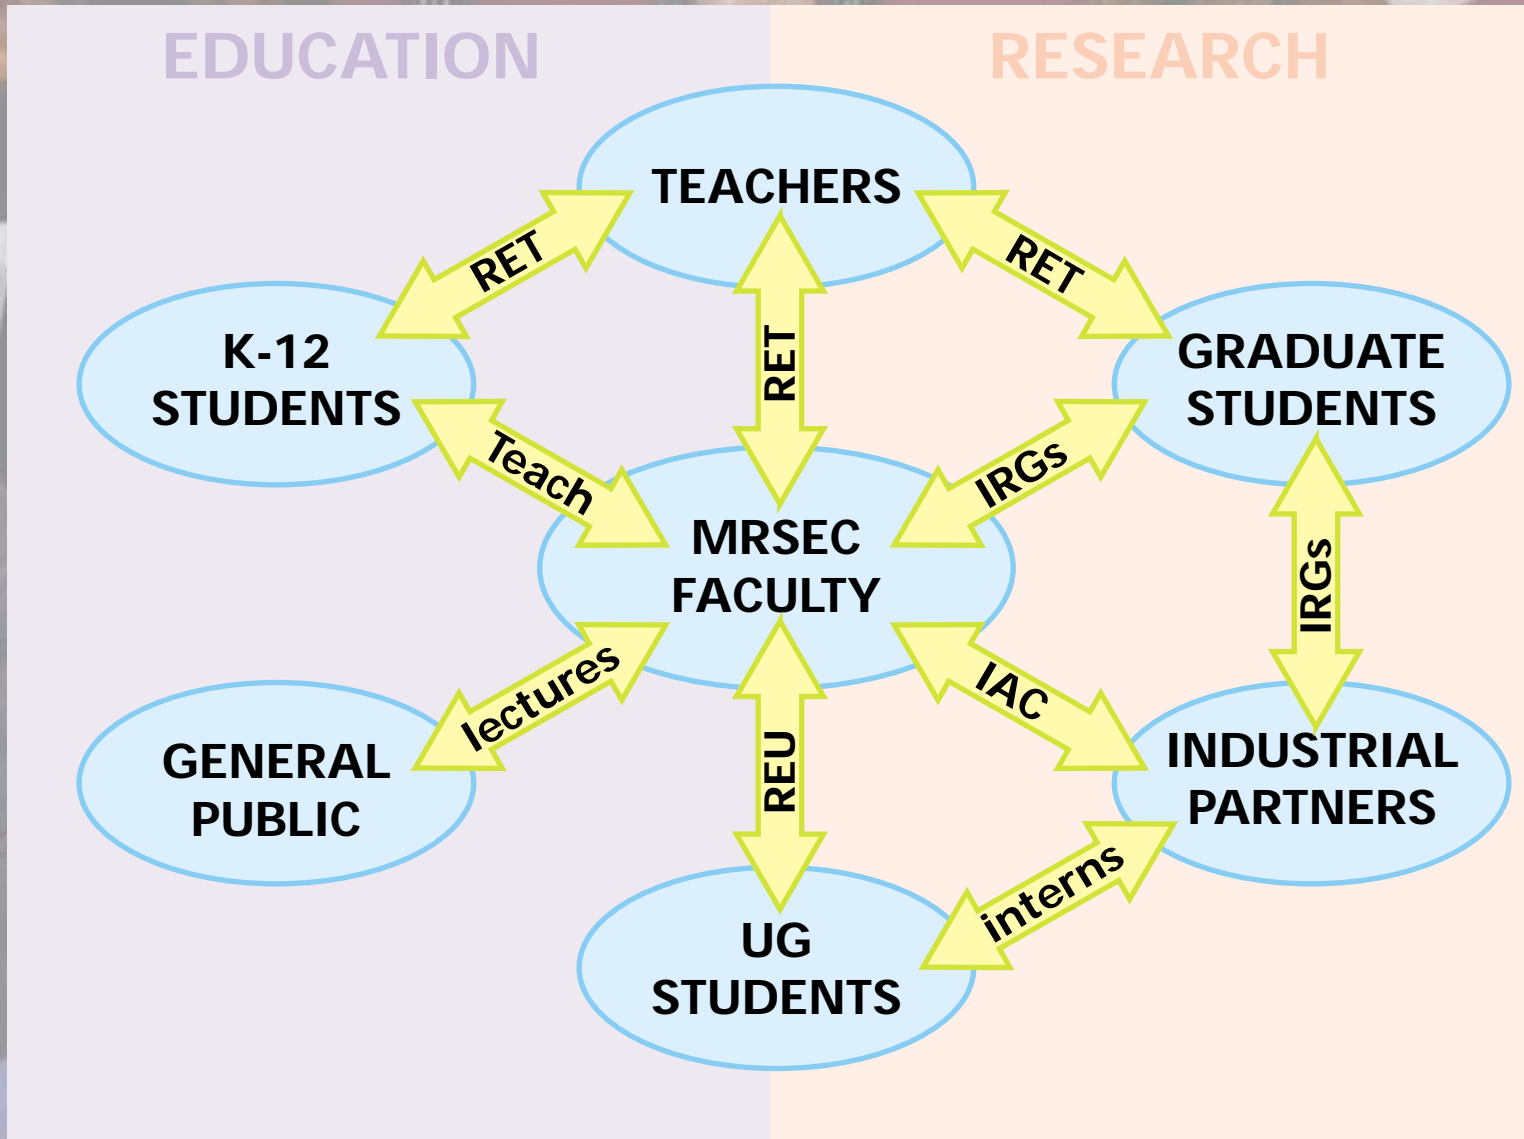 EDUCATION
RESEARCH
TEACHERS
RET
RET
K-12
STUDENTS
RET
GRADUATE
STUDENTS
Teach
IRGs
MRSEC
FACULTY
IRGs
lectures
IAC
GENERAL
PUBLIC
REU
INDUSTRIAL
PARTNERS
interns
UG
STUDENTS